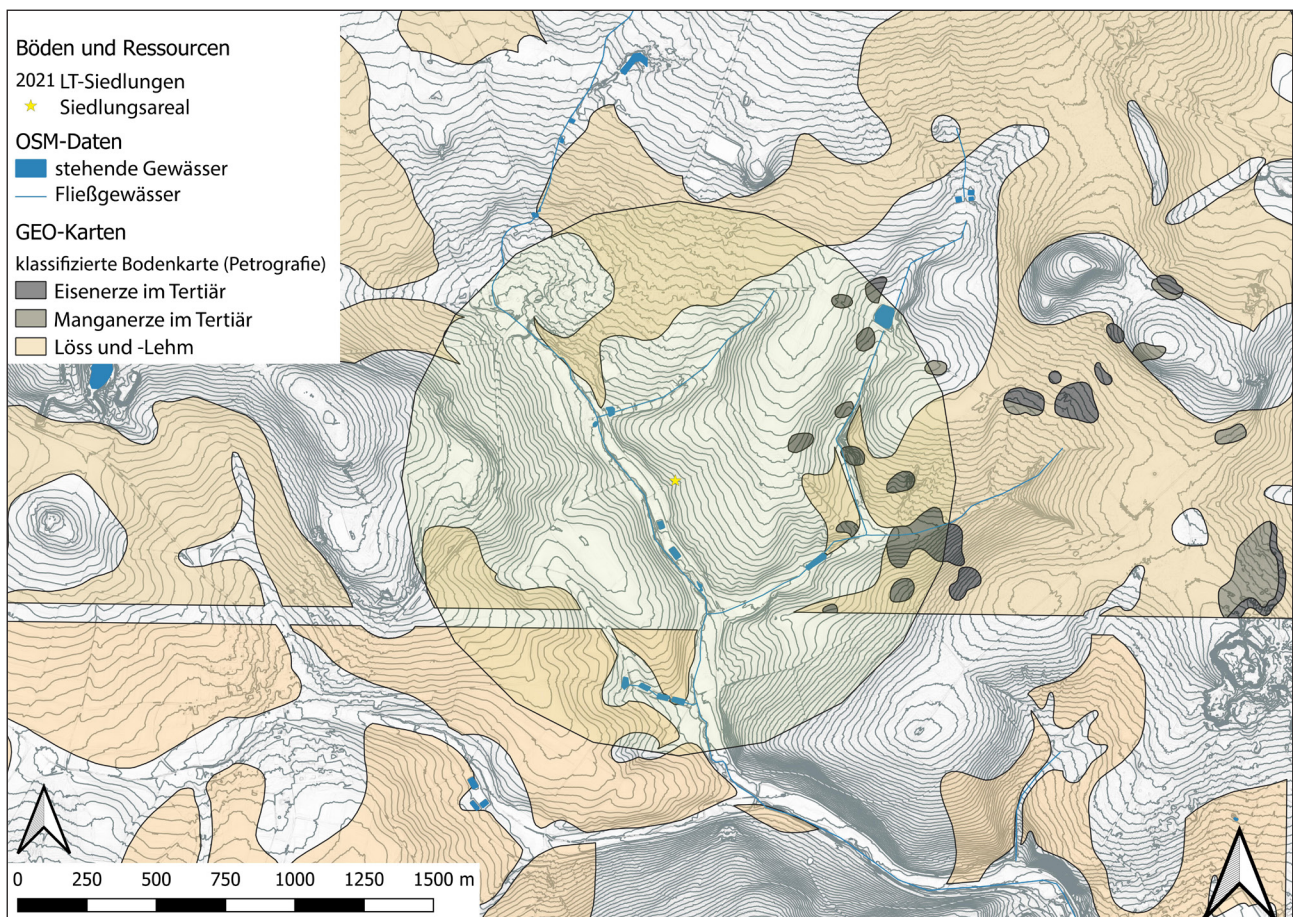 Böden und Ressourcen
2021 LT-Siedlungen
Siedlungsareal
OSM-Daten
stehende Gewässer
Fließgewässer
GEO-Karten
klassifizierte Bodenkarte (Petrografie)
Eisenerze im Tertiär
Manganerze im Tertiär
Löss und -Lehm
0 250 500 750 1000 1250 1500 m